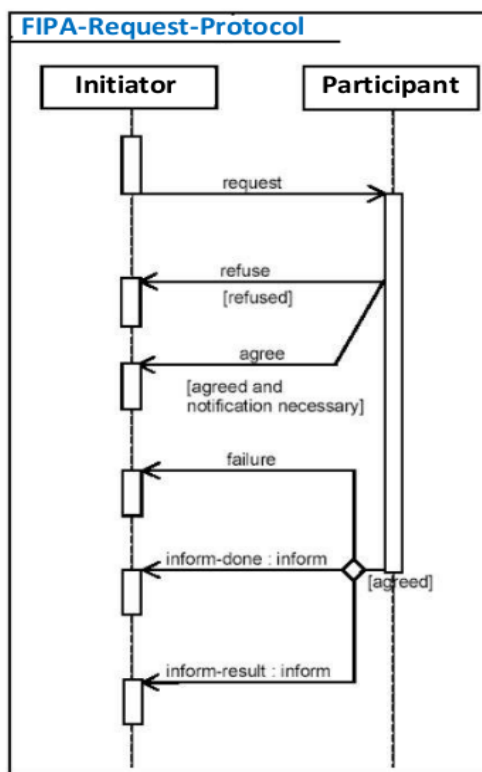 FIPA-Request-Protocol
Initiator
Participant
request
refuse
[refused]
agree
[agreed and
notification necessary]
failure
inform-done : inform
[agreed]
inform-result : inform